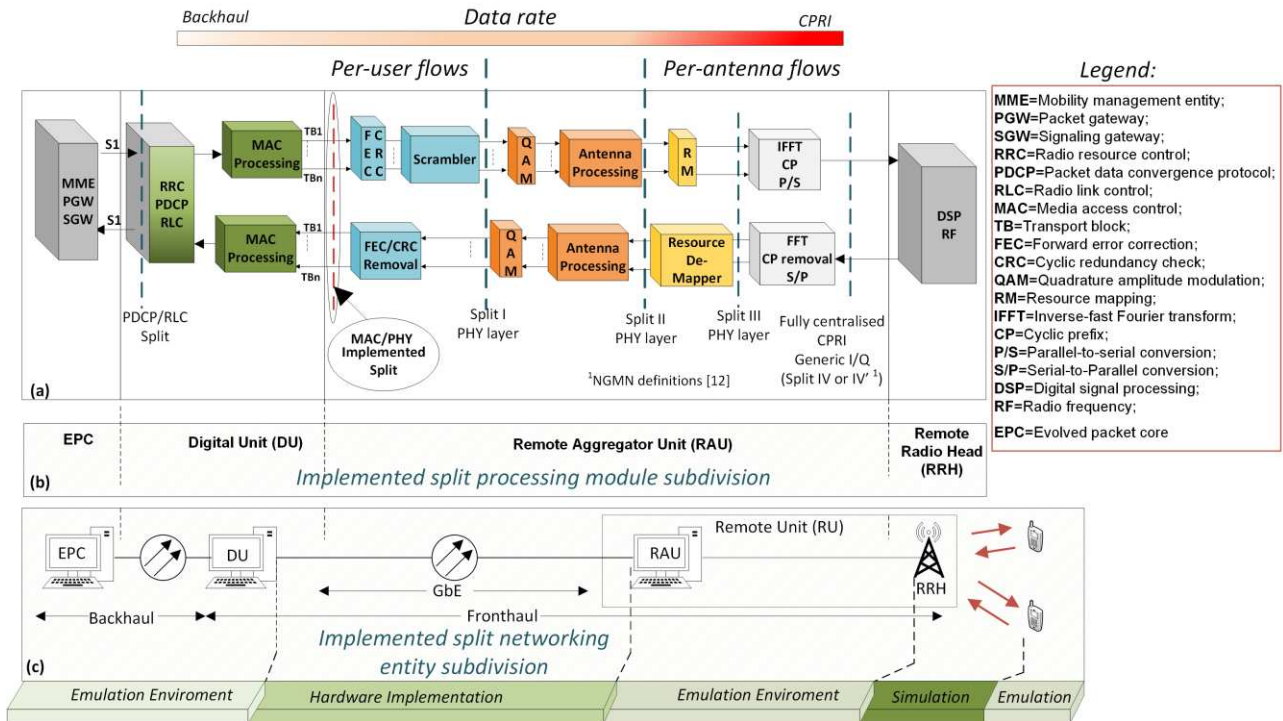 Backhaul
Data rate
CPRI
Per-user flows
Per-antenna flows
Legend:
MME=Mobility management entity;
PGW=Packet gateway;
SGW=Signaling gateway;
RRC=Radio resource control;
PDCP=Packet data convergence protocol;
RLC=Radio link control;
MAC=Media access control;
TB=Transport block;
FEC=Forward error correction;
CRC=Cyclic redundancy check;
QAM=Quadrature amplitude modulation;
RM=Resource mapping;
IFFT=Inverse-fast Fourier transform;
CP=Cyclic prefix;
P/S=Parallel-to-serial conversion;
S/P=Serial-to-Parallel conversion;
DSP=Digital signal processing;
RF=Radio frequency;
EPC=Evolved packet core
MME
PGW
SGW
S1
S1
RRC
PDCP
RLC
MAC
Processing
TB1
TBn
F C
E R
C C
Scrambler
Q
A
M
Antenna
Processing
R
M
IFFT
CP
P/S
DSP
RF
MAC
Processing
TB1
TBn
FEC/CRC
Removal
Q
A
M
Antenna
Processing
Resource
De-
Mapper
FFT
CP removal
S/P
PDCP/RLC
Split
MAC/PHY
Implemented
Split
Split I
PHY layer
Split II
PHY layer
Split III
PHY layer
Fully centralised
CPRI
Generic I/Q
(Split IV or IV' 1)
1NGMN definitions [12]
(a)
EPC
Digital Unit (DU)
Remote Aggregator Unit (RAU)
Remote
Radio Head
(RRH)
(b)
Implemented split processing module subdivision
Remote Unit (RU)
EPC
DU
RAU
RRH
GbE
Backhaul
Fronthaul
Implemented split networking
entity subdivision
(c)
Emulation Enviroment
Hardware Implementation
Emulation Enviroment
Simulation
Emulation